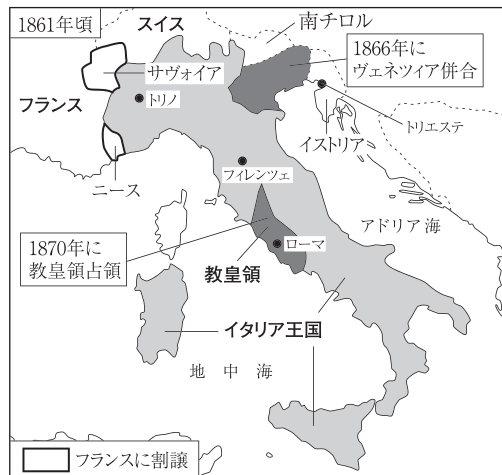 1861年頃
スイス
南チロル
1866年に
ヴェネツィア併合
サヴォイア
フランス
トリノ
トリエステ
イストリア
ニース
フィレンツェ
アドリア海
1870年に
教皇領占領
ローマ
教皇領
イタリア王国
地中海
フランスに割譲